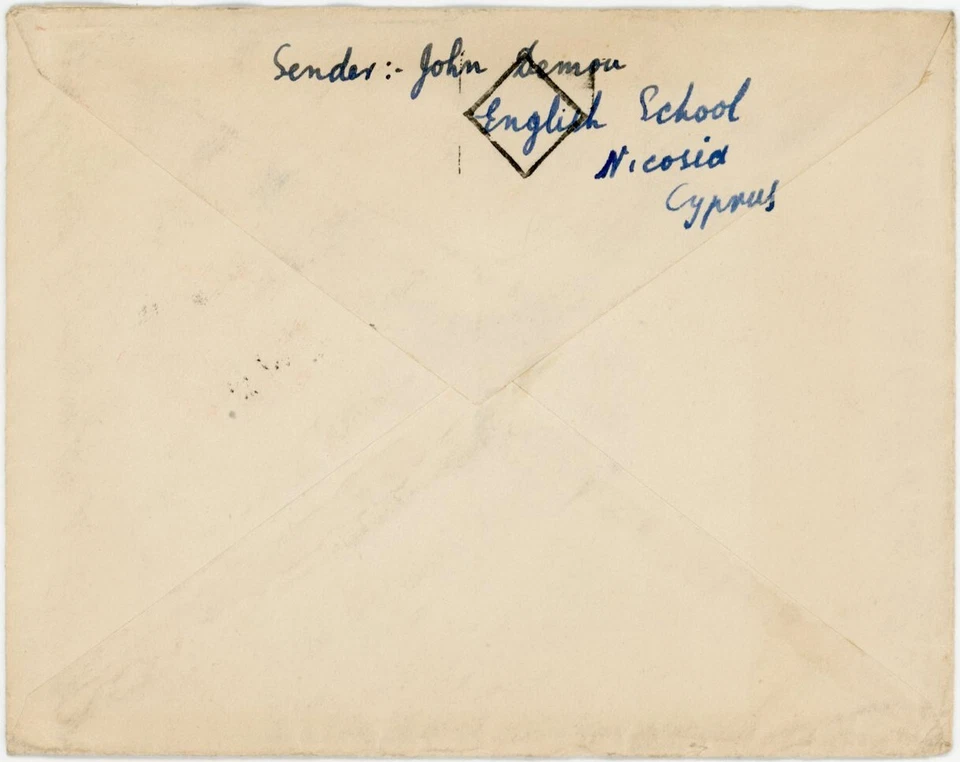 Sender:- John Demou
English School
Nicosia
Cyprus